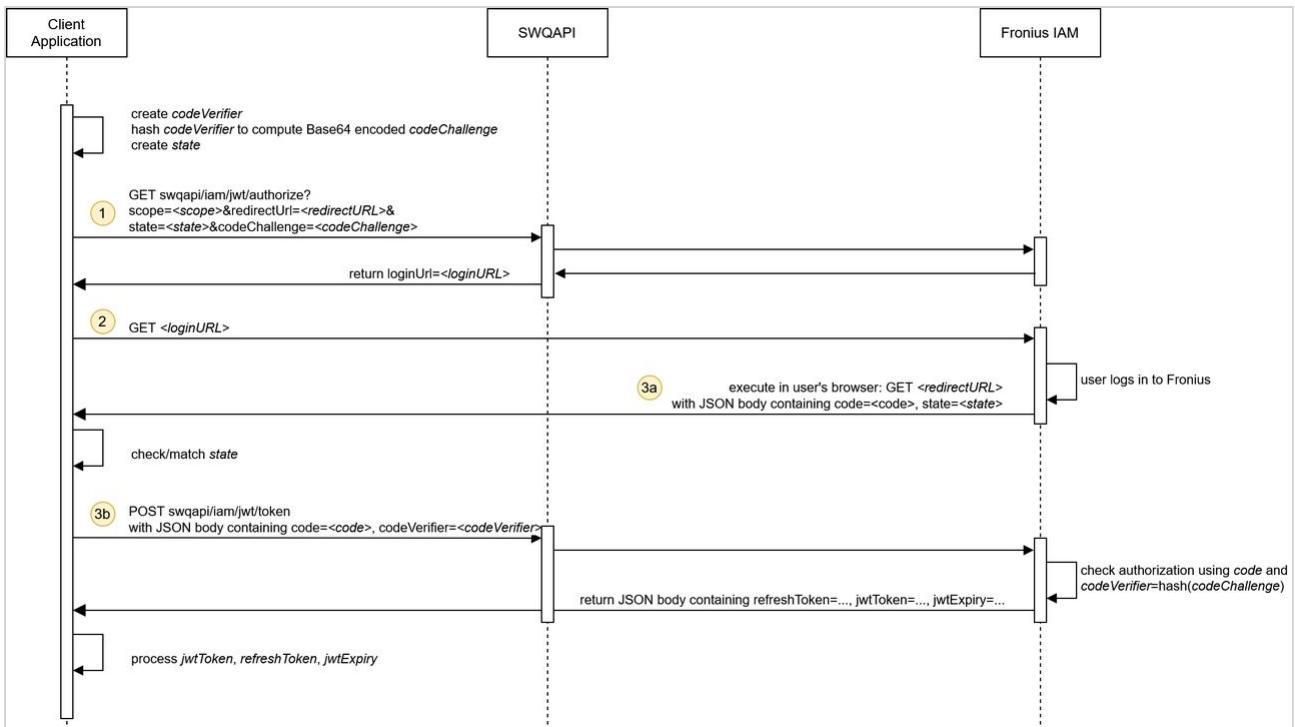 Client
Application
SWQAPI
Fronius IAM
create codeVerifier
hash codeVerifier to compute Base64 encoded codeChallenge
create state
1
GET swqapi/iam/jwt/authorize?
scope=<scope>&redirectUrl=<redirectURL>&
state=<state>&codeChallenge=<codeChallenge>
return loginUrl=<loginURL>
2
GET <loginURL>
user logs in to Fronius
3a
execute in user's browser: GET <redirectURL>
with JSON body containing code=<code>, state=<state>
check/match state
3b
POST swqapi/iam/jwt/token
with JSON body containing code=<code>, codeVerifier=<codeVerifier>
check authorization using code and
codeVerifier=hash(codeChallenge)
return JSON body containing refreshToken=..., jwtToken=..., jwtExpiry=...
process jwtToken, refreshToken, jwtExpiry